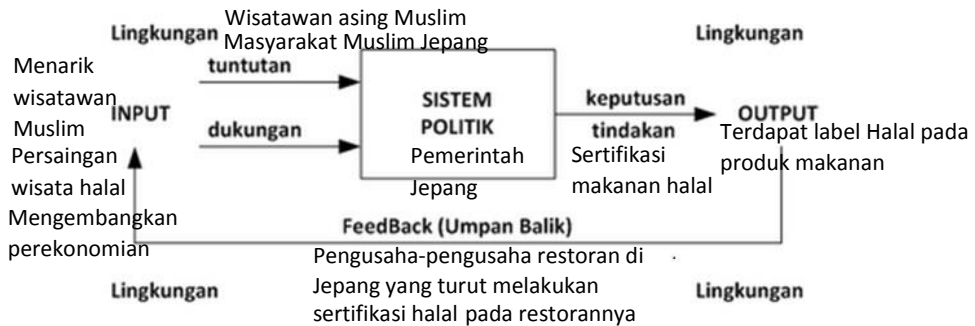 Wisatawan asing Muslim
Lingkungan
Masyarakat Muslim Jepang
Lingkungan
Menarik
wisatawan
Muslim
Persaingan
wisata halal
Mengembangkan
perekonomian
INPUT
tuntutan
dukungan
SISTEM
POLITIK
Pemerintah
Jepang
keputusan
tindakan
Sertifikasi
makanan halal
OUTPUT
Terdapat label Halal pada
produk makanan
FeedBack (Umpan Balik)
Pengusaha-pengusaha restoran di
Jepang yang turut melakukan
sertifikasi halal pada restorannya
Lingkungan
Lingkungan